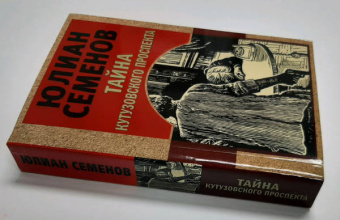 ЮЛИАН
СЕМЕНОВ
ТАЙНА
КУТУЗОВСКОГО ПРОСПЕКТА
ЮЛИАН СЕМЕНОВ
ТАЙНА
КУТУЗОВСКОГО ПРОСПЕКТА